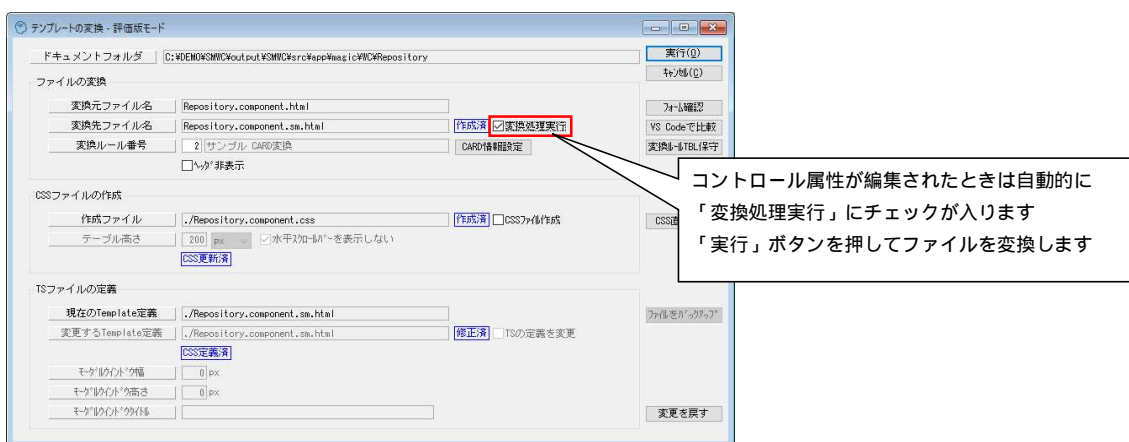 テンプレートの変換 - 評価版モード
ドキュメントフォルダ C:¥DEMO¥SMWC¥output¥SMWC¥src¥app¥magic¥WC¥Repository 実行(O)
ｷｬﾝｾﾙ(C)
ファイルの変換
変換元ファイル名 Repository.component.html ﾌｫｰﾑ確認
変換先ファイル名 Repository.component.sm.html 作成済 変換処理実行 VS Codeで比較
変換ルール番号 2 サンプル CARD変換 CARD情報設定 変換ﾙｰﾙTBL保守
ﾍｯﾀﾞ非表示
コントロール属性が編集されたときは自動的に
「変換処理実行」にチェックが入ります
「実行」ボタンを押してファイルを変換します
CSSファイルの作成
作成ファイル ./Repository.component.css 作成済 CSSﾌｧｲﾙ作成
テーブル高さ 200 px 水平ｽｸﾛｰﾙﾊﾞｰを表示しない
CSS更新済
TSファイルの定義
現在のTemplate定義 ./Repository.component.sm.html ﾌｧｲﾙをﾊﾞｯｸｱｯﾌﾟ
変更するTemplate定義 ./Repository.component.sm.html 修正済 TSの定義を変更
CSS定義済
ﾓｰﾀﾞﾙｳｨﾝﾄﾞｳ幅 0 px
ﾓｰﾀﾞﾙｳｨﾝﾄﾞｳ高さ 0 px
ﾓｰﾀﾞﾙｳｨﾝﾄﾞｳﾀｲﾄﾙ 変更を戻す